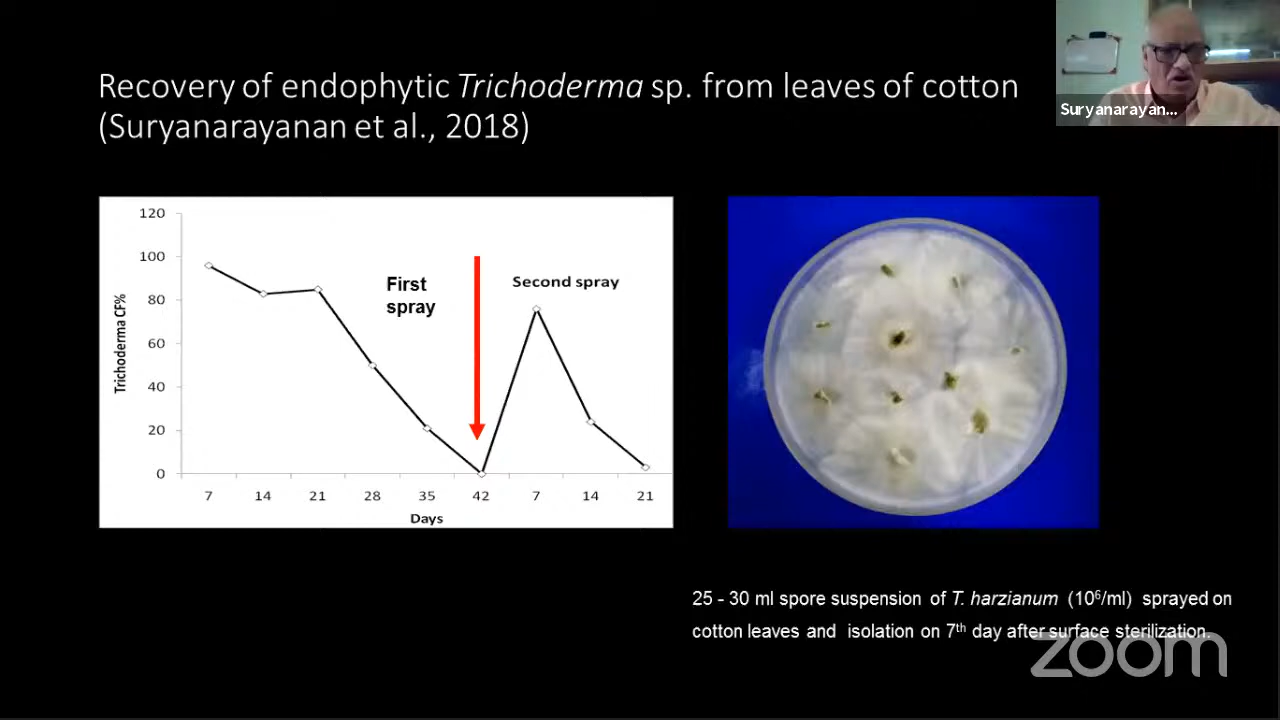 Recovery of endophytic Trichoderma sp. from leaves of cotton
(Suryanarayanan et al., 2018)
Suryanarayan...
120
100
80
60
40
20
0
Trichoderma CF%
First
spray
Second spray
7 14 21 28 35 42 7 14 21
Days
25 - 30 ml spore suspension of T. harzianum (10⁶/ml) sprayed on
cotton leaves and isolation on 7ᵗʰ day after surface sterilization.
zoom